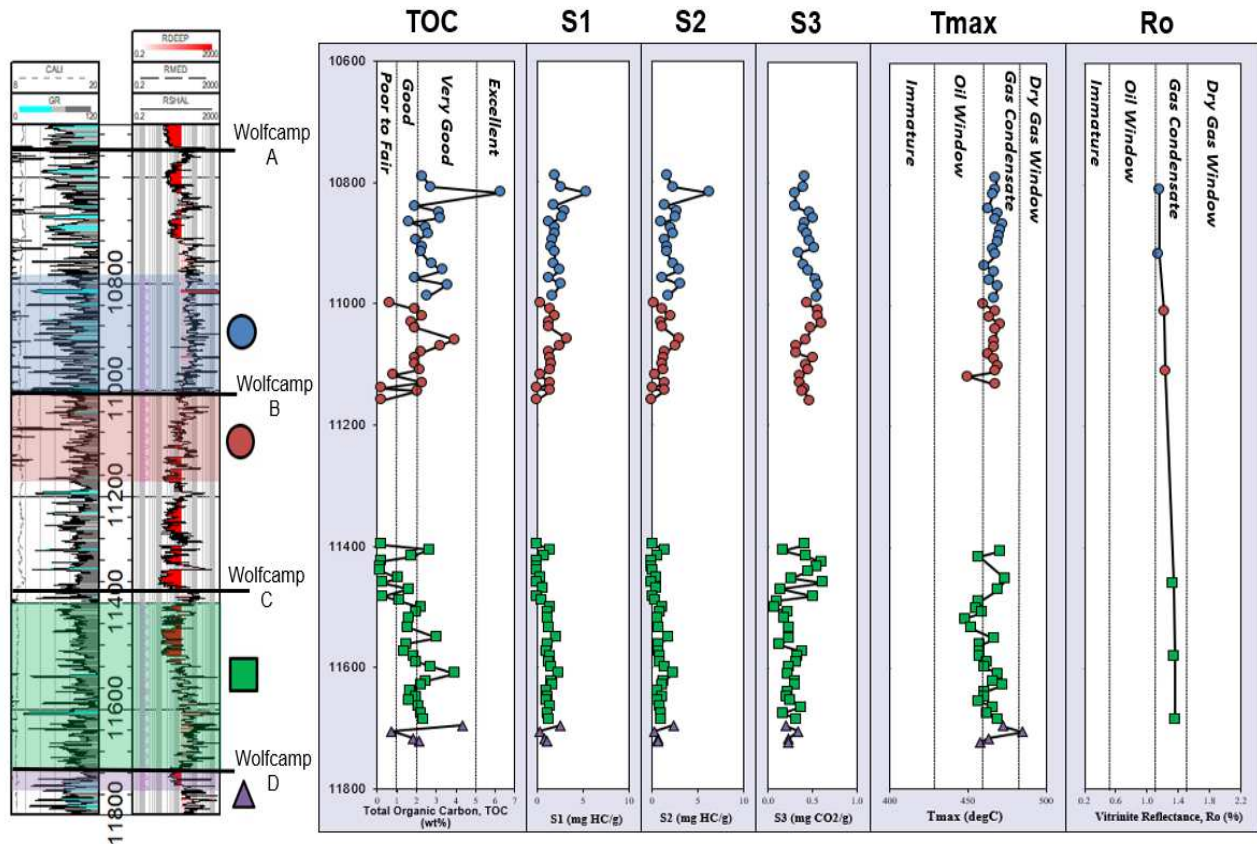 TOC S1 S2 S3 Tmax Ro
RDEEP
0.2 2000
CALI
RMED
8 20
0.2 2000
GR
RSHAL
0 120
0.2 2000
Wolfcamp
A
10800
Wolfcamp
B
11000
11200
Wolfcamp
C
11400
11600
Wolfcamp
D
11800
10600
10800
11000
11200
11400
11600
11800
Poor to Fair
Good
Very Good
Excellent
0 1 2 3 4 5 6 7
Total Organic Carbon, TOC
(wt%)
0 5 10
S1 (mg HC/g)
0 5 10
S2 (mg HC/g)
0.0 0.5 1.0
S3 (mg CO2/g)
Immature
Oil Window
Gas Condensate
Dry Gas Window
400 450 500
Tmax (degC)
Immature
Oil Window
Gas Condensate
Dry Gas Window
0.2 0.6 1.0 1.4 1.8 2.2
Vitrinite Reflectance, Ro (%)